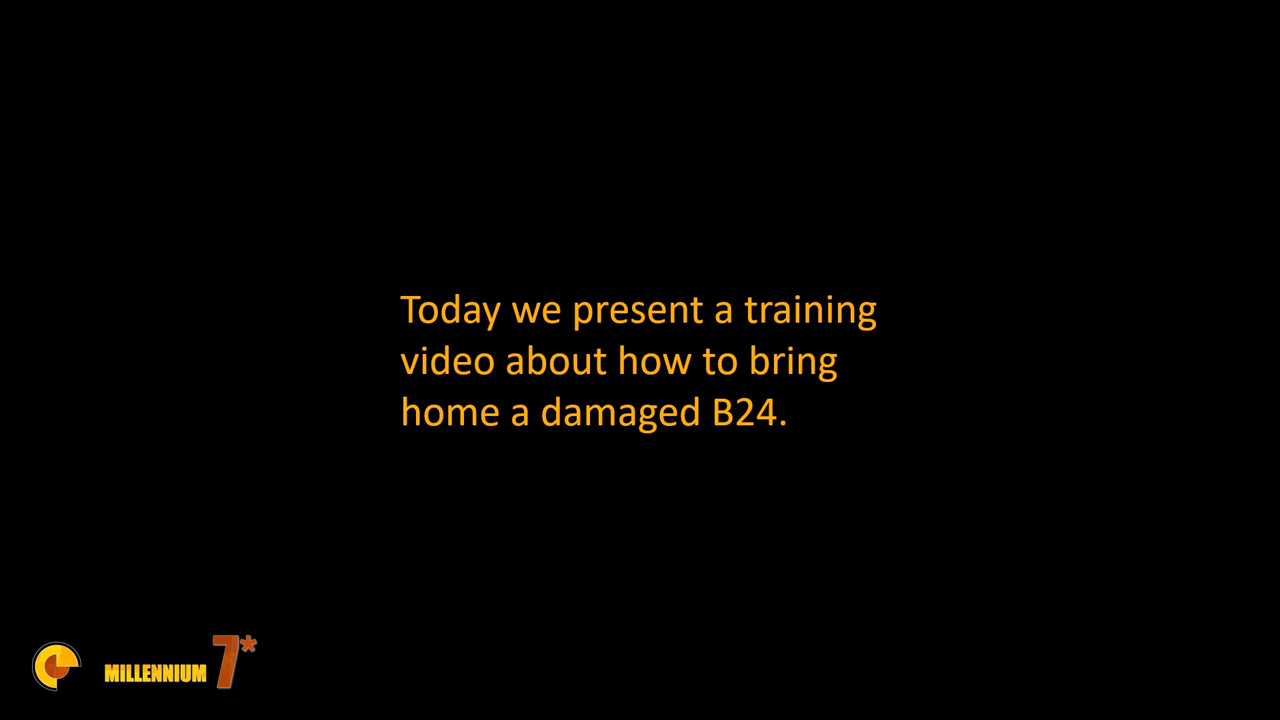 Today we present a training
video about how to bring
home a damaged B24.
MILLENNIUM 7*